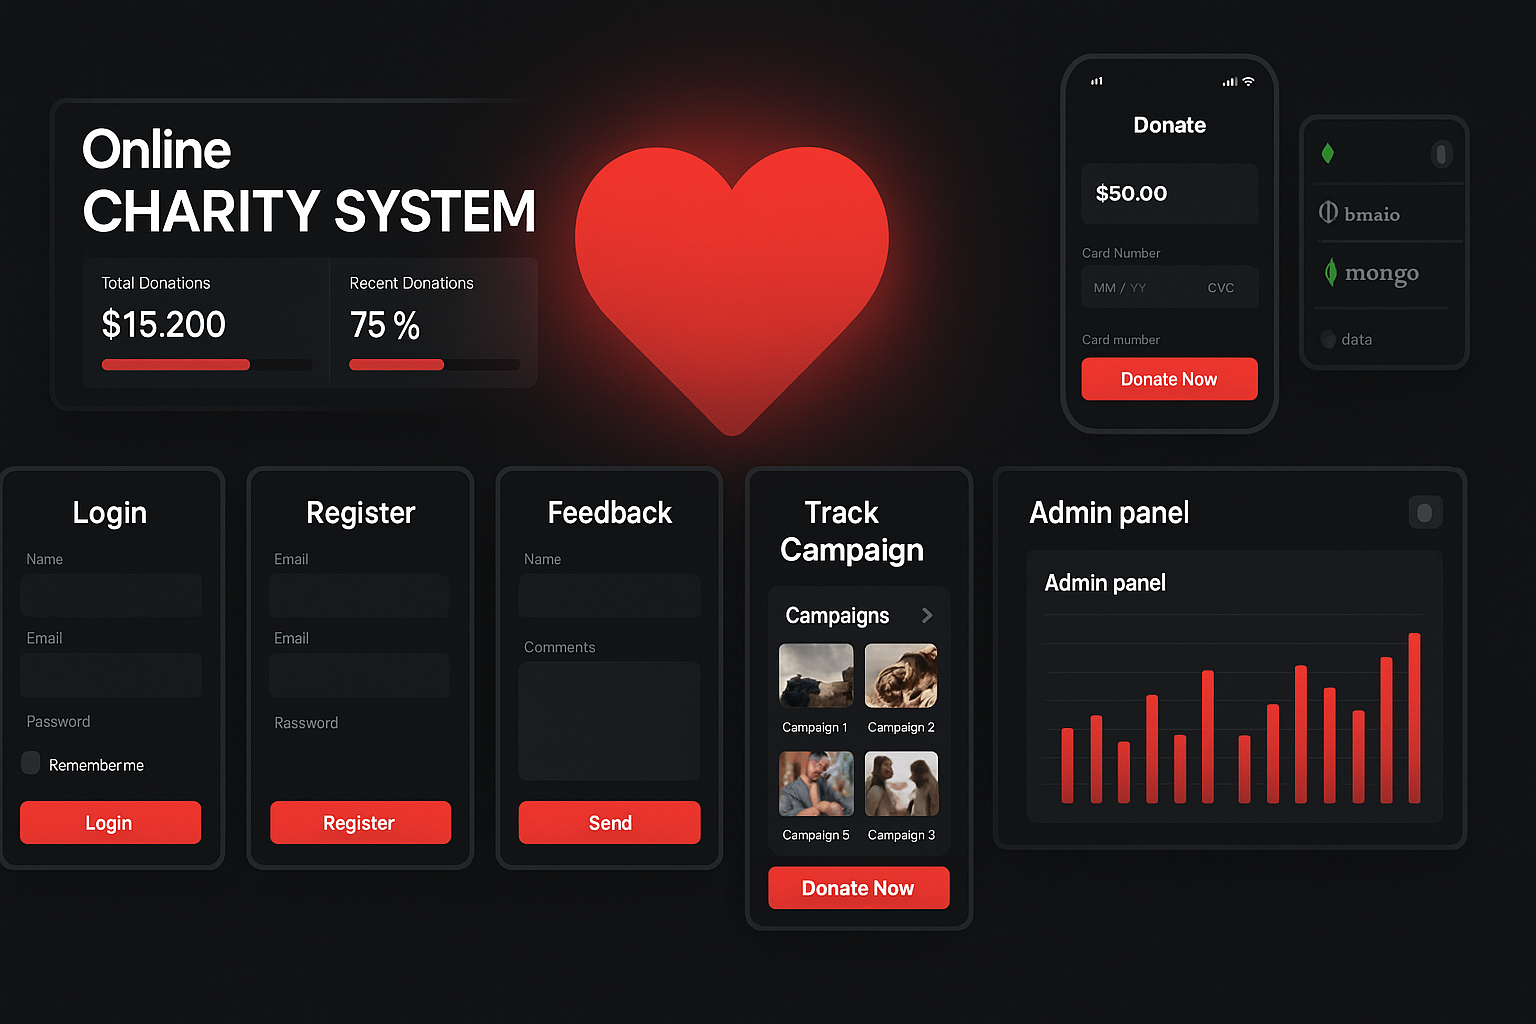 Online
CHARITY SYSTEM
Total Donations
$15.200
Recent Donations
75 %
Donate
$50.00
Card Number
MM / YY
CVC
Card mumber
Donate Now
bmaio
mongo
data
Login
Name
Email
Password
Rememberme
Login
Register
Email
Email
Rassword
Register
Feedback
Name
Comments
Send
Track
Campaign
Campaigns
Campaign 1
Campaign 2
Campaign 5
Campaign 3
Donate Now
Admin panel
Admin panel